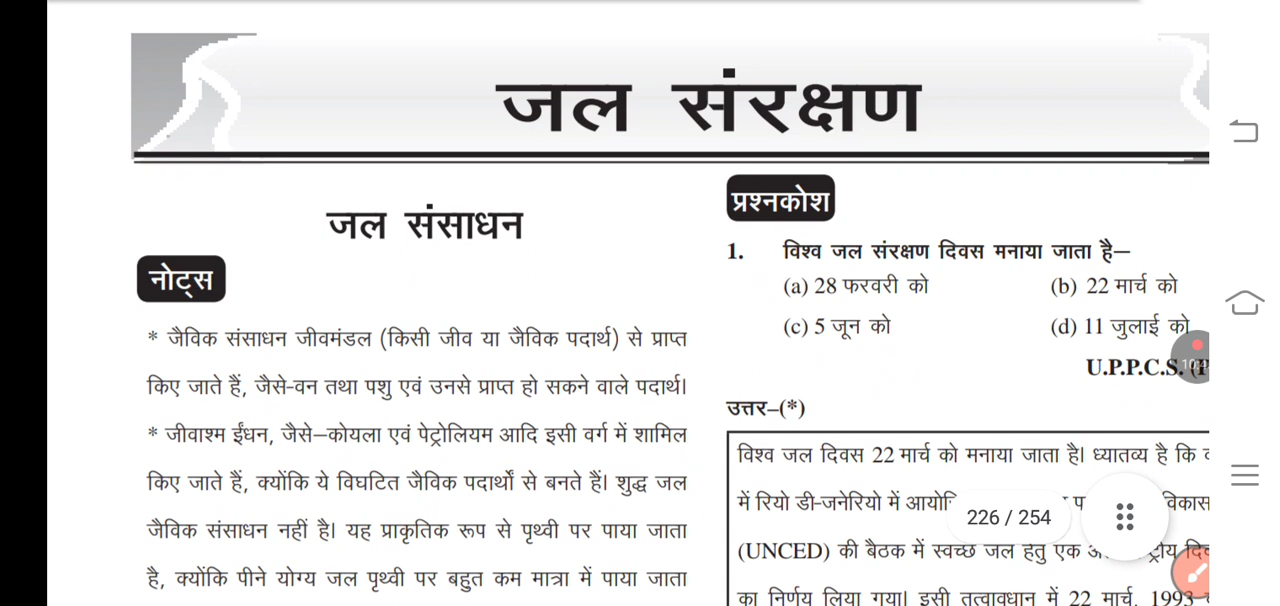 जल संरक्षण
जल संसाधन
नोट्स
* जैविक संसाधन जीवमंडल (किसी जीव या जैविक पदार्थ) से प्राप्त
किए जाते हैं, जैसे-वन तथा पशु एवं उनसे प्राप्त हो सकने वाले पदार्थ।
* जीवाश्म ईंधन, जैसे–कोयला एवं पेट्रोलियम आदि इसी वर्ग में शामिल
किए जाते हैं, क्योंकि ये विघटित जैविक पदार्थों से बनते हैं। शुद्ध जल
जैविक संसाधन नहीं है। यह प्राकृतिक रूप से पृथ्वी पर पाया जाता
है, क्योंकि पीने योग्य जल पृथ्वी पर बहुत कम मात्रा में पाया जाता
प्रश्नकोश
1. विश्व जल संरक्षण दिवस मनाया जाता है–
(a) 28 फरवरी को (b) 22 मार्च को
(c) 5 जून को (d) 11 जुलाई को
U.P.P.C.S.
उत्तर–(*)
विश्व जल दिवस 22 मार्च को मनाया जाता है। ध्यातव्य है कि
में रियो डी-जनेरियो में
226 / 254
(UNCED) की बैठक में स्वच्छ जल हेतु एक
का निर्णय लिया गया। इसी तत्वावधान में 22 मार्च, 1993